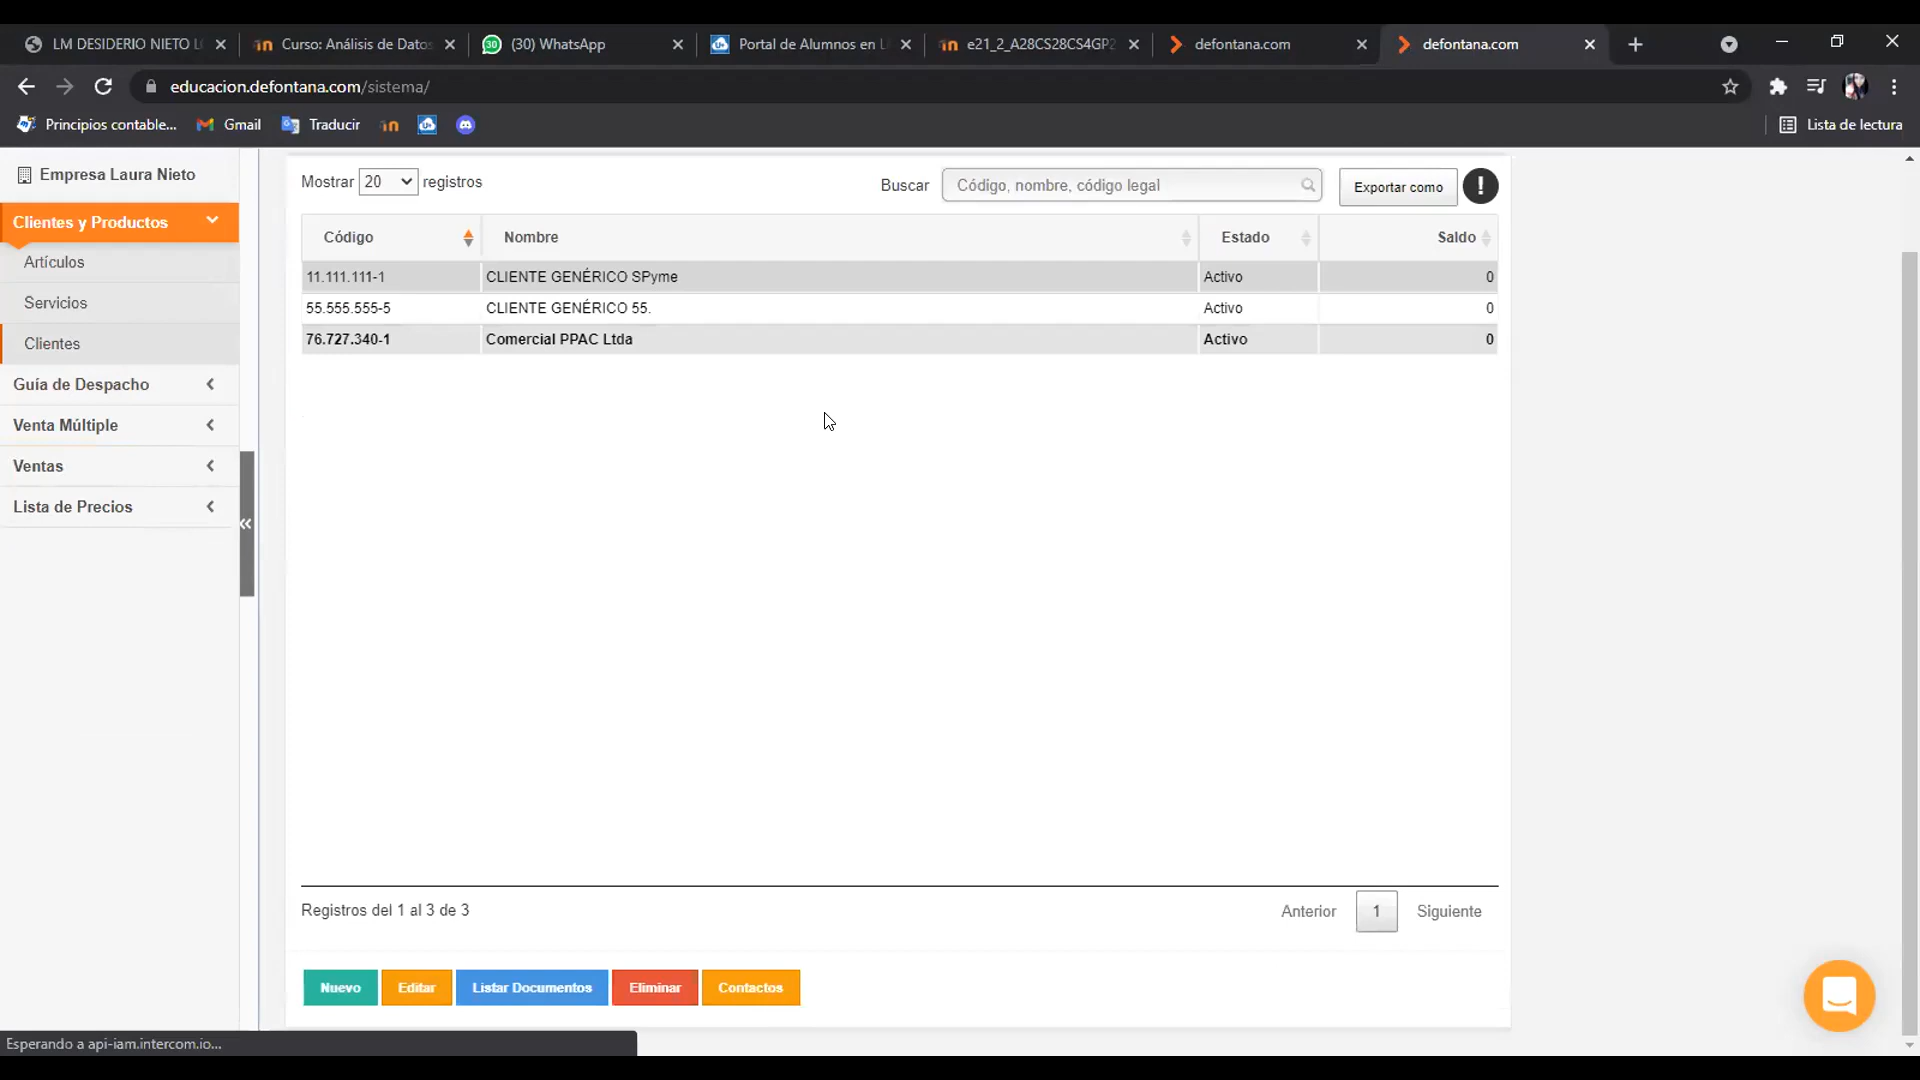 LM DESIDERIO NIETO L
Curso: Análisis de Datos
30
(30) WhatsApp
Portal de Alumnos en
e21_2_A28CS28CS4GP2
defontana.com
defontana.com
educacion.defontana.com/sistema/
Principios contable...
Gmail
Traducir
Lista de lectura
Empresa Laura Nieto
Clientes y Productos
Artículos
Servicios
Clientes
Guía de Despacho
Venta Múltiple
Ventas
Lista de Precios
Mostrar 20 registros
Buscar Código, nombre, código legal
Exportar como
Código Nombre Estado Saldo
11.111.111-1 CLIENTE GENÉRICO SPyme Activo 0
55.555.555-5 CLIENTE GENÉRICO 55. Activo 0
76.727.340-1 Comercial PPAC Ltda Activo 0
Registros del 1 al 3 de 3
Anterior 1 Siguiente
Nuevo Editar Listar Documentos Eliminar Contactos
Esperando a api-iam.intercom.io...